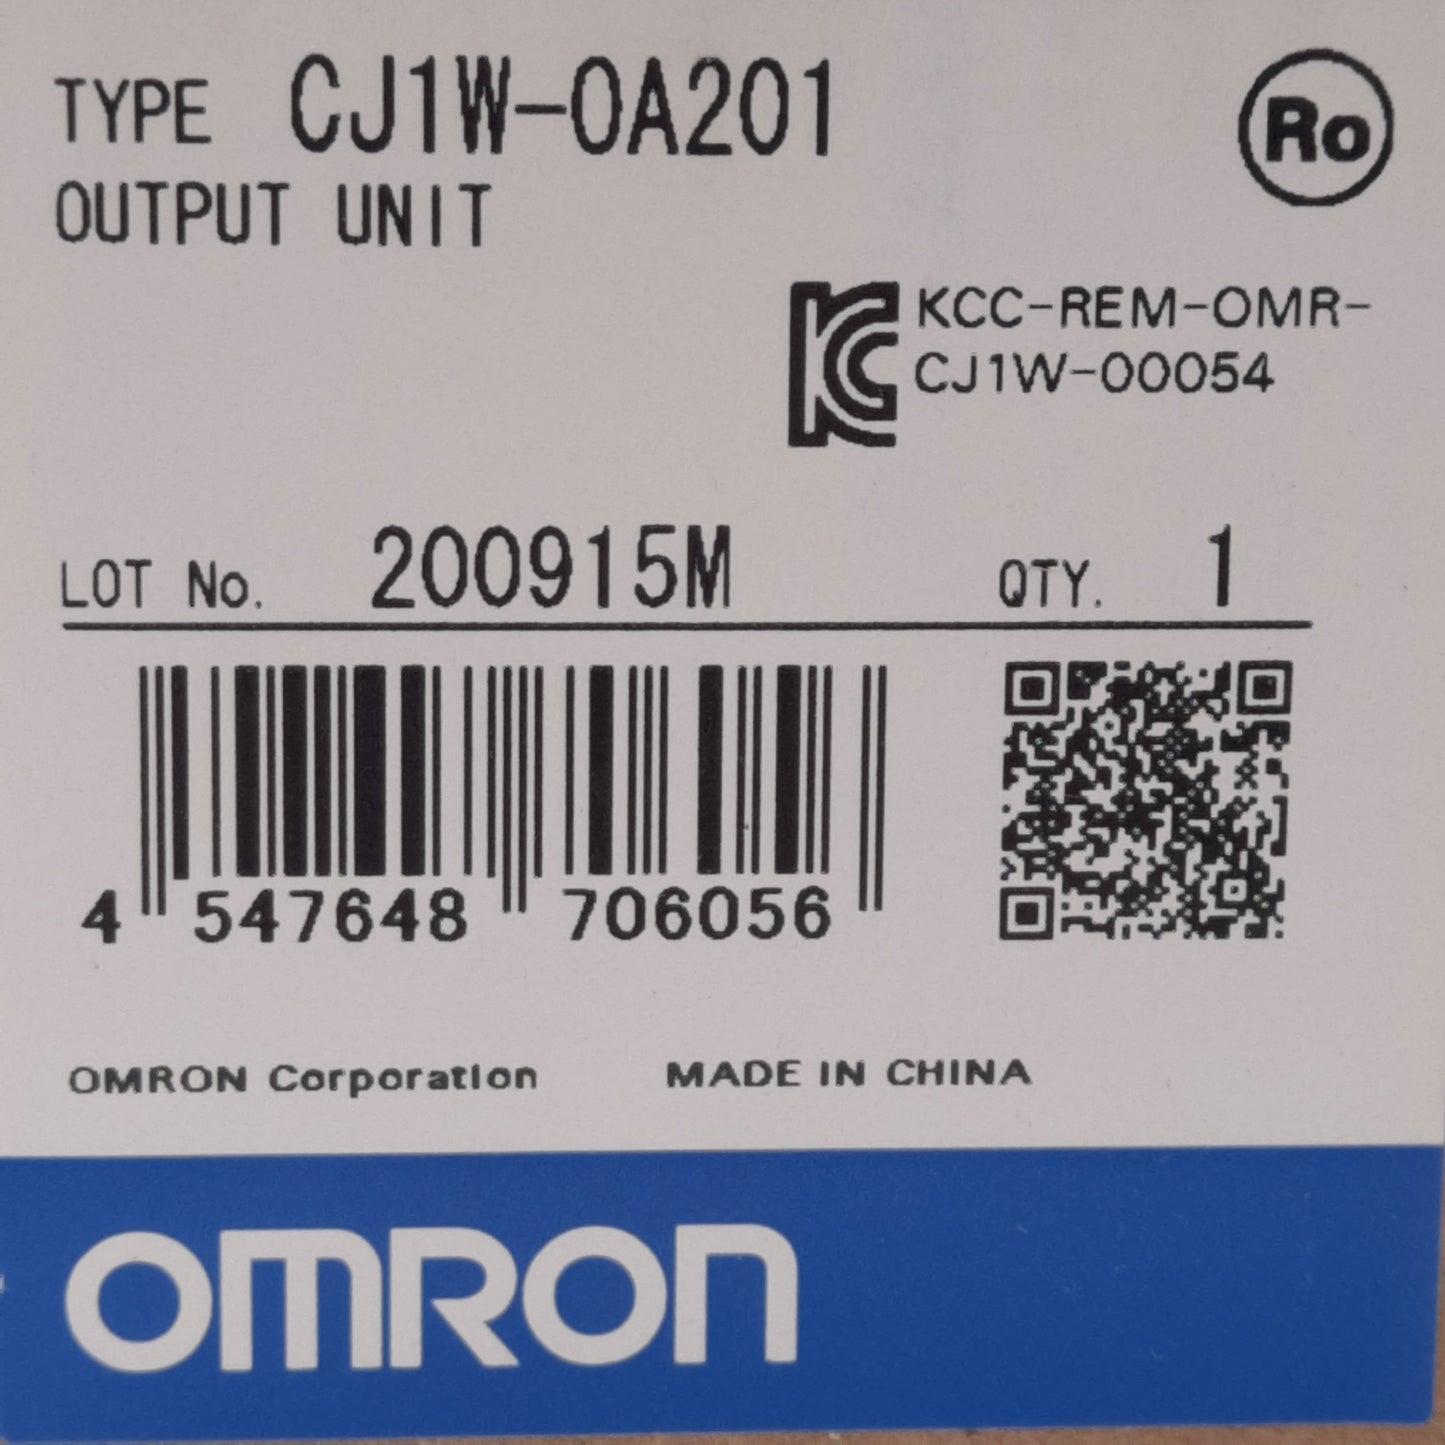 TYPE CJ1W-OA201
Ro
OUTPUT UNIT
KCC-REM-OMR-
CJ1W-00054
LOT No. 200915M QTY. 1
4 547648 706056
OMRON Corporation MADE IN CHINA
OMRON